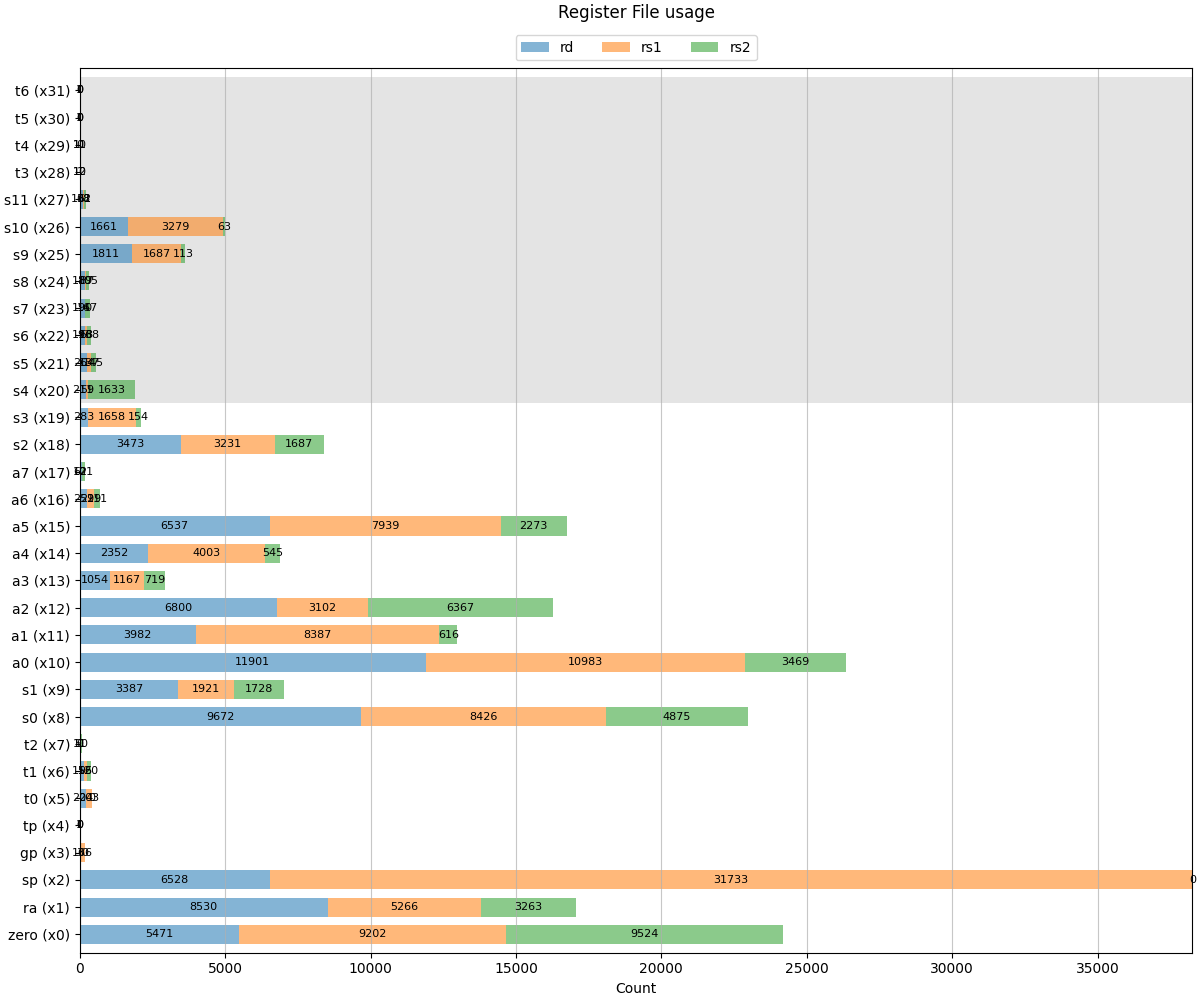 Register File usage
rd rs1 rs2
t6 (x31)
t5 (x30)
t4 (x29)
t3 (x28)
s11 (x27)
s10 (x26) 1661 3279 63
s9 (x25) 1811 1687 113
s8 (x24)
s7 (x23)
s6 (x22)
s5 (x21)
s4 (x20) 1633
s3 (x19) 283 1658 154
s2 (x18) 3473 3231 1687
a7 (x17)
a6 (x16)
a5 (x15) 6537 7939 2273
a4 (x14) 2352 4003 545
a3 (x13) 1054 1167 719
a2 (x12) 6800 3102 6367
a1 (x11) 3982 8387 616
a0 (x10) 11901 10983 3469
s1 (x9) 3387 1921 1728
s0 (x8) 9672 8426 4875
t2 (x7)
t1 (x6)
t0 (x5)
tp (x4)
gp (x3)
sp (x2) 6528 31733 0
ra (x1) 8530 5266 3263
zero (x0) 5471 9202 9524
0 5000 10000 15000 20000 25000 30000 35000
Count